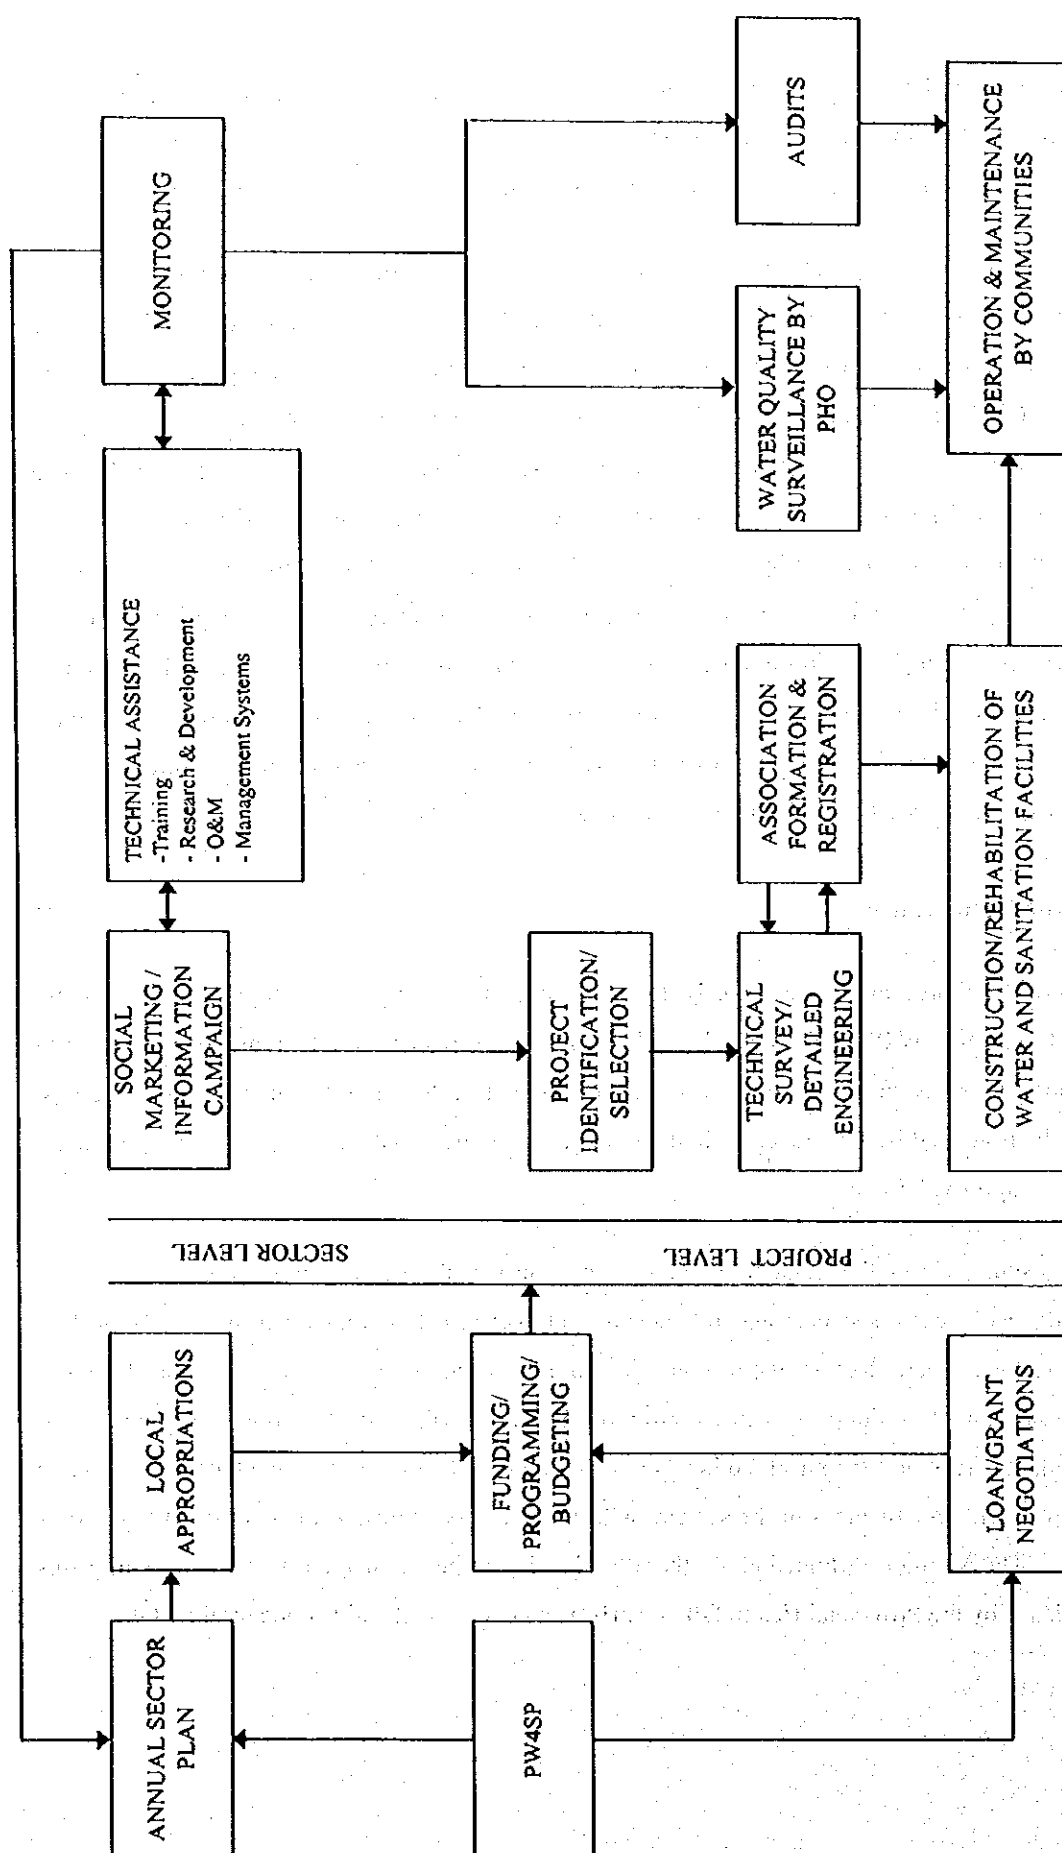 ANNUAL SECTOR
PLAN
PW4SP
LOCAL
APPROPRIATIONS
FUNDING/
PROGRAMMING/
BUDGETING
LOAN/GRANT
NEGOTIATIONS
SECTOR LEVEL
PROJECT LEVEL
SOCIAL
MARKETING/
INFORMATION
CAMPAIGN
TECHNICAL ASSISTANCE
-Training
- Research & Development
- O&M
- Management Systems
MONITORING
PROJECT
IDENTIFICATION/
SELECTION
TECHNICAL
SURVEY/
DETAILED
ENGINEERING
ASSOCIATION
FORMATION &
REGISTRATION
WATER QUALITY
SURVEILLANCE BY
PHO
AUDITS
CONSTRUCTION/REHABILITATION OF
WATER AND SANITATION FACILITIES
OPERATION & MAINTENANCE
BY COMMUNITIES